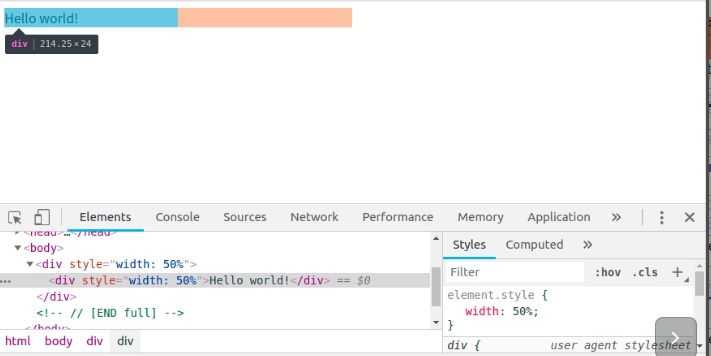 Hello world!
div | 214.25×24
Elements Console Sources Network Performance Memory Application »
<head>…</head>
<body>
<div style="width: 50%">
<div style="width: 50%">Hello world!</div> == $0
</div>
<!-- // [END full] -->
</body>
html body div div
Styles Computed »
Filter :hov .cls +
element.style {
width: 50%;
}
div { user agent stylesheet